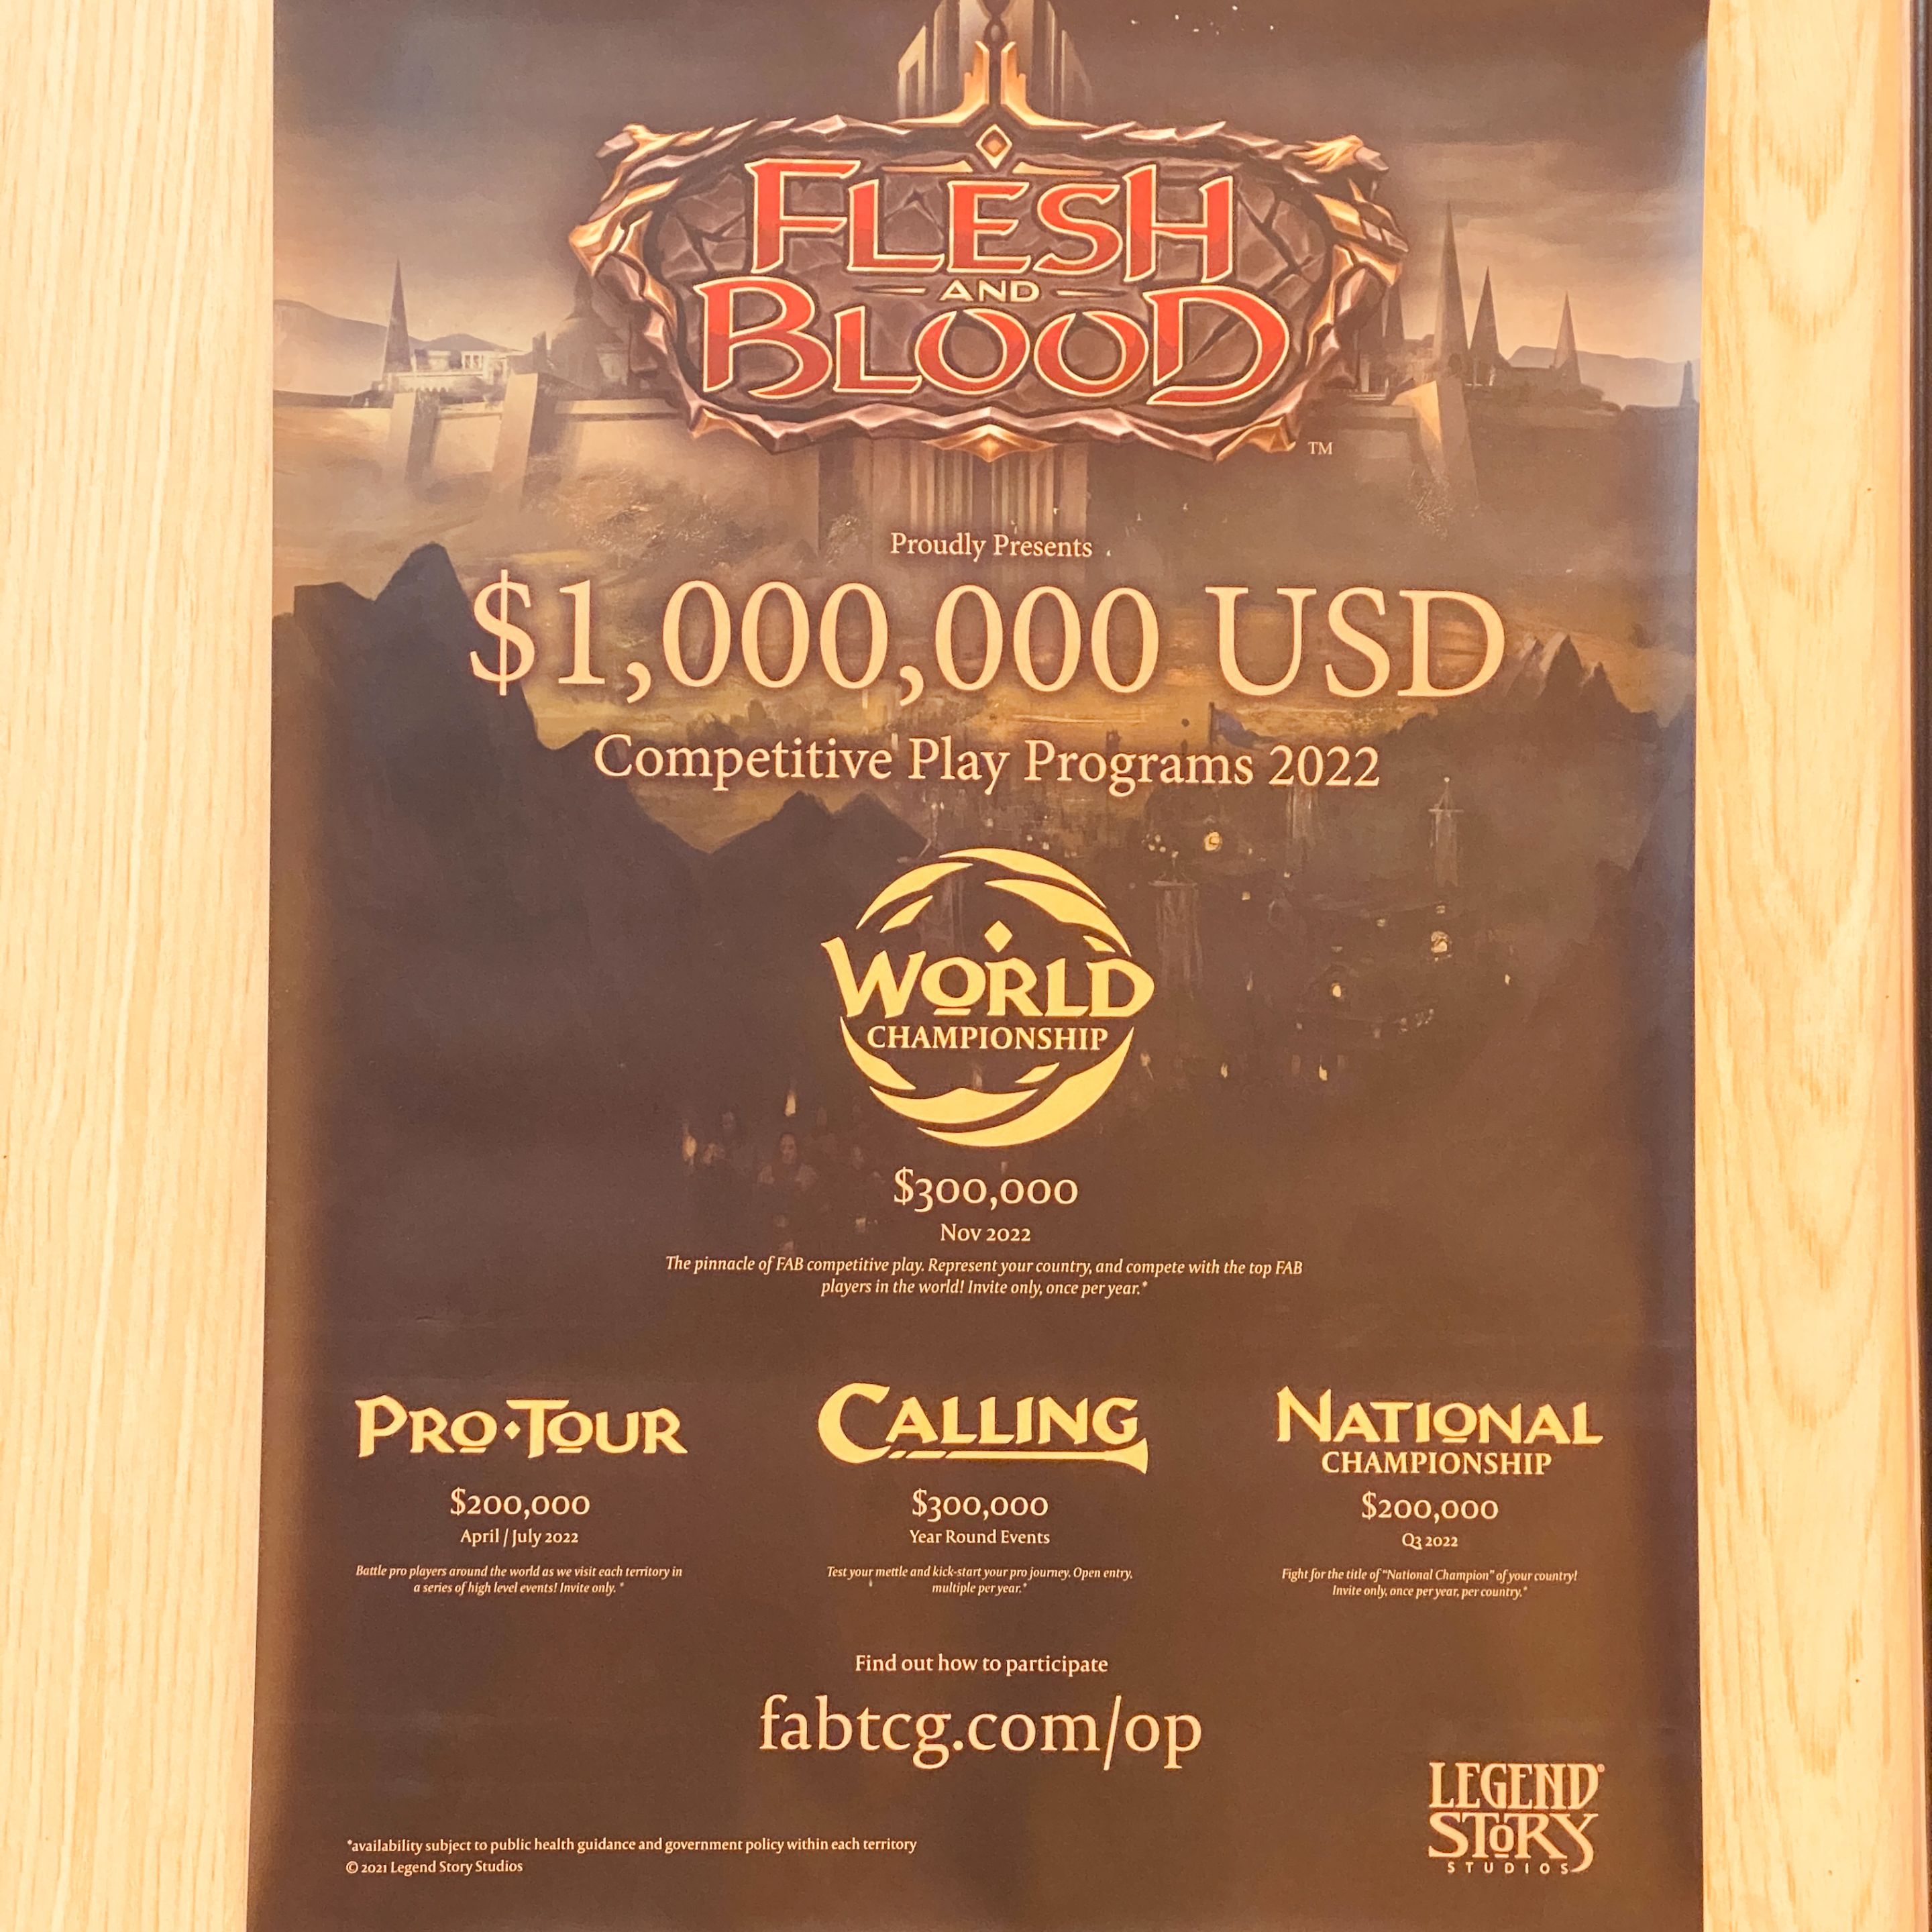 FLESH
AND
BLOOD
TM
Proudly Presents
$1,000,000 USD
Competitive Play Programs 2022
WORLD
CHAMPIONSHIP
$300,000
Nov 2022
The pinnacle of FAB competitive play. Represent your country, and compete with the top FAB
players in the world! Invite only, once per year.*
PRO•TOUR
$200,000
April / July 2022
Battle pro players around the world as we visit each territory in
a series of high level events! Invite only. *
CALLING
$300,000
Year Round Events
Test your mettle and kick-start your pro journey. Open entry,
multiple per year.*
NATIONAL
CHAMPIONSHIP
$200,000
Q3 2022
Fight for the title of "National Champion" of your country!
Invite only, once per year, per country.*
Find out how to participate
fabtcg.com/op
LEGEND
STORY
STUDIOS
*availability subject to public health guidance and government policy within each territory
© 2021 Legend Story Studios